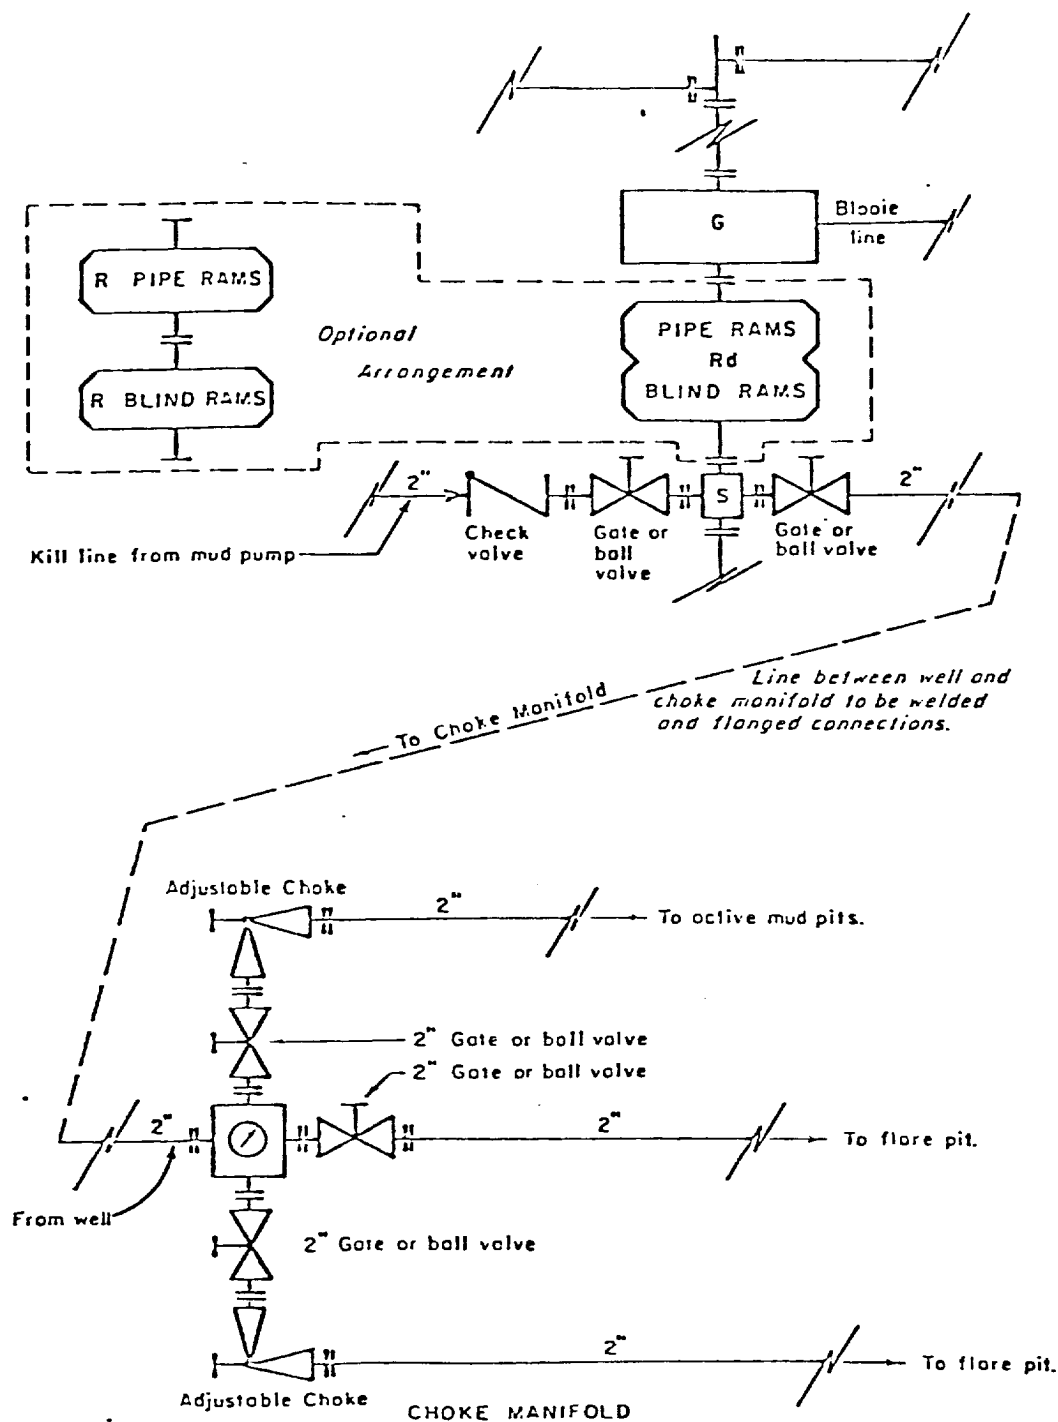 G
Blooie
line
R PIPE RAMS
Optional
Arrangement
PIPE RAMS
Rd
BLIND RAMS
R BLIND RAMS
2"
S
2"
Kill line from mud pump
Check
valve
Gate or
ball
valve
Gate or
ball valve
Line between well and
choke manifold to be welded
and flanged connections.
To Choke Manifold
Adjustable Choke
2"
To active mud pits.
2" Gate or ball valve
2" Gate or ball valve
2"
2"
To flare pit.
From well
2" Gate or ball valve
2"
To flare pit.
Adjustable Choke
CHOKE MANIFOLD